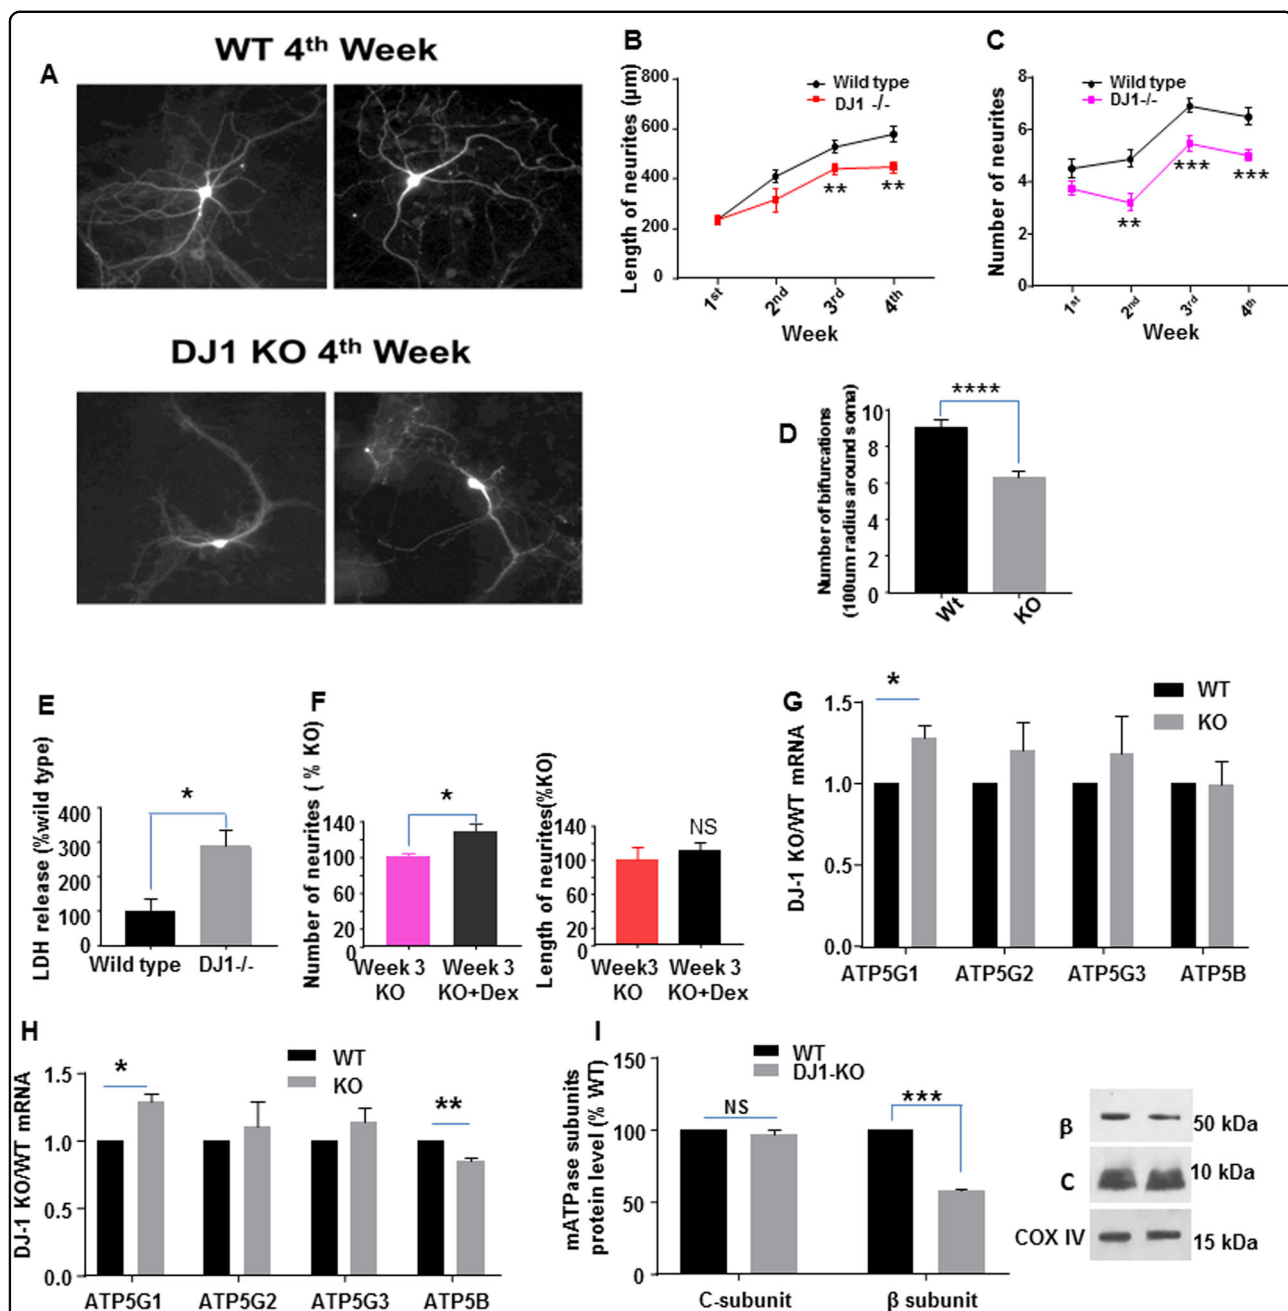 A
WT 4th Week
DJ1 KO 4th Week
B
Length of neurites (µm)
800
600
400
200
0
Wild type
DJ1 -/-
**
**
1st
2nd
3rd
4th
Week
C
Number of neurites
8
6
4
2
0
Wild type
DJ1-/-
**
***
***
1st
2nd
3rd
4th
Week
D
Number of bifurcations
(100um radius around soma)
10
8
6
4
2
0
****
Wt
KO
E
LDH release (%wild type)
400
300
200
100
0
*
Wild type
DJ1-/-
F
Number of neurites ( % KO)
140
120
100
80
60
40
20
0
*
Week 3
KO
Week 3
KO+Dex
Length of neurites(%KO)
140
120
100
80
60
40
20
0
NS
Week3
KO
Week 3
KO+Dex
G
DJ-1 KO/WT mRNA
1.5
1.0
0.5
0.0
*
WT
KO
ATP5G1
ATP5G2
ATP5G3
ATP5B
H
DJ-1 KO/WT mRNA
1.5
1.0
0.5
0.0
*
WT
KO
**
ATP5G1
ATP5G2
ATP5G3
ATP5B
I
mATPase subunits
protein level (% WT)
150
100
50
0
WT
DJ1-KO
NS
***
C-subunit
β subunit
β
50 kDa
C
10 kDa
COX IV
15 kDa